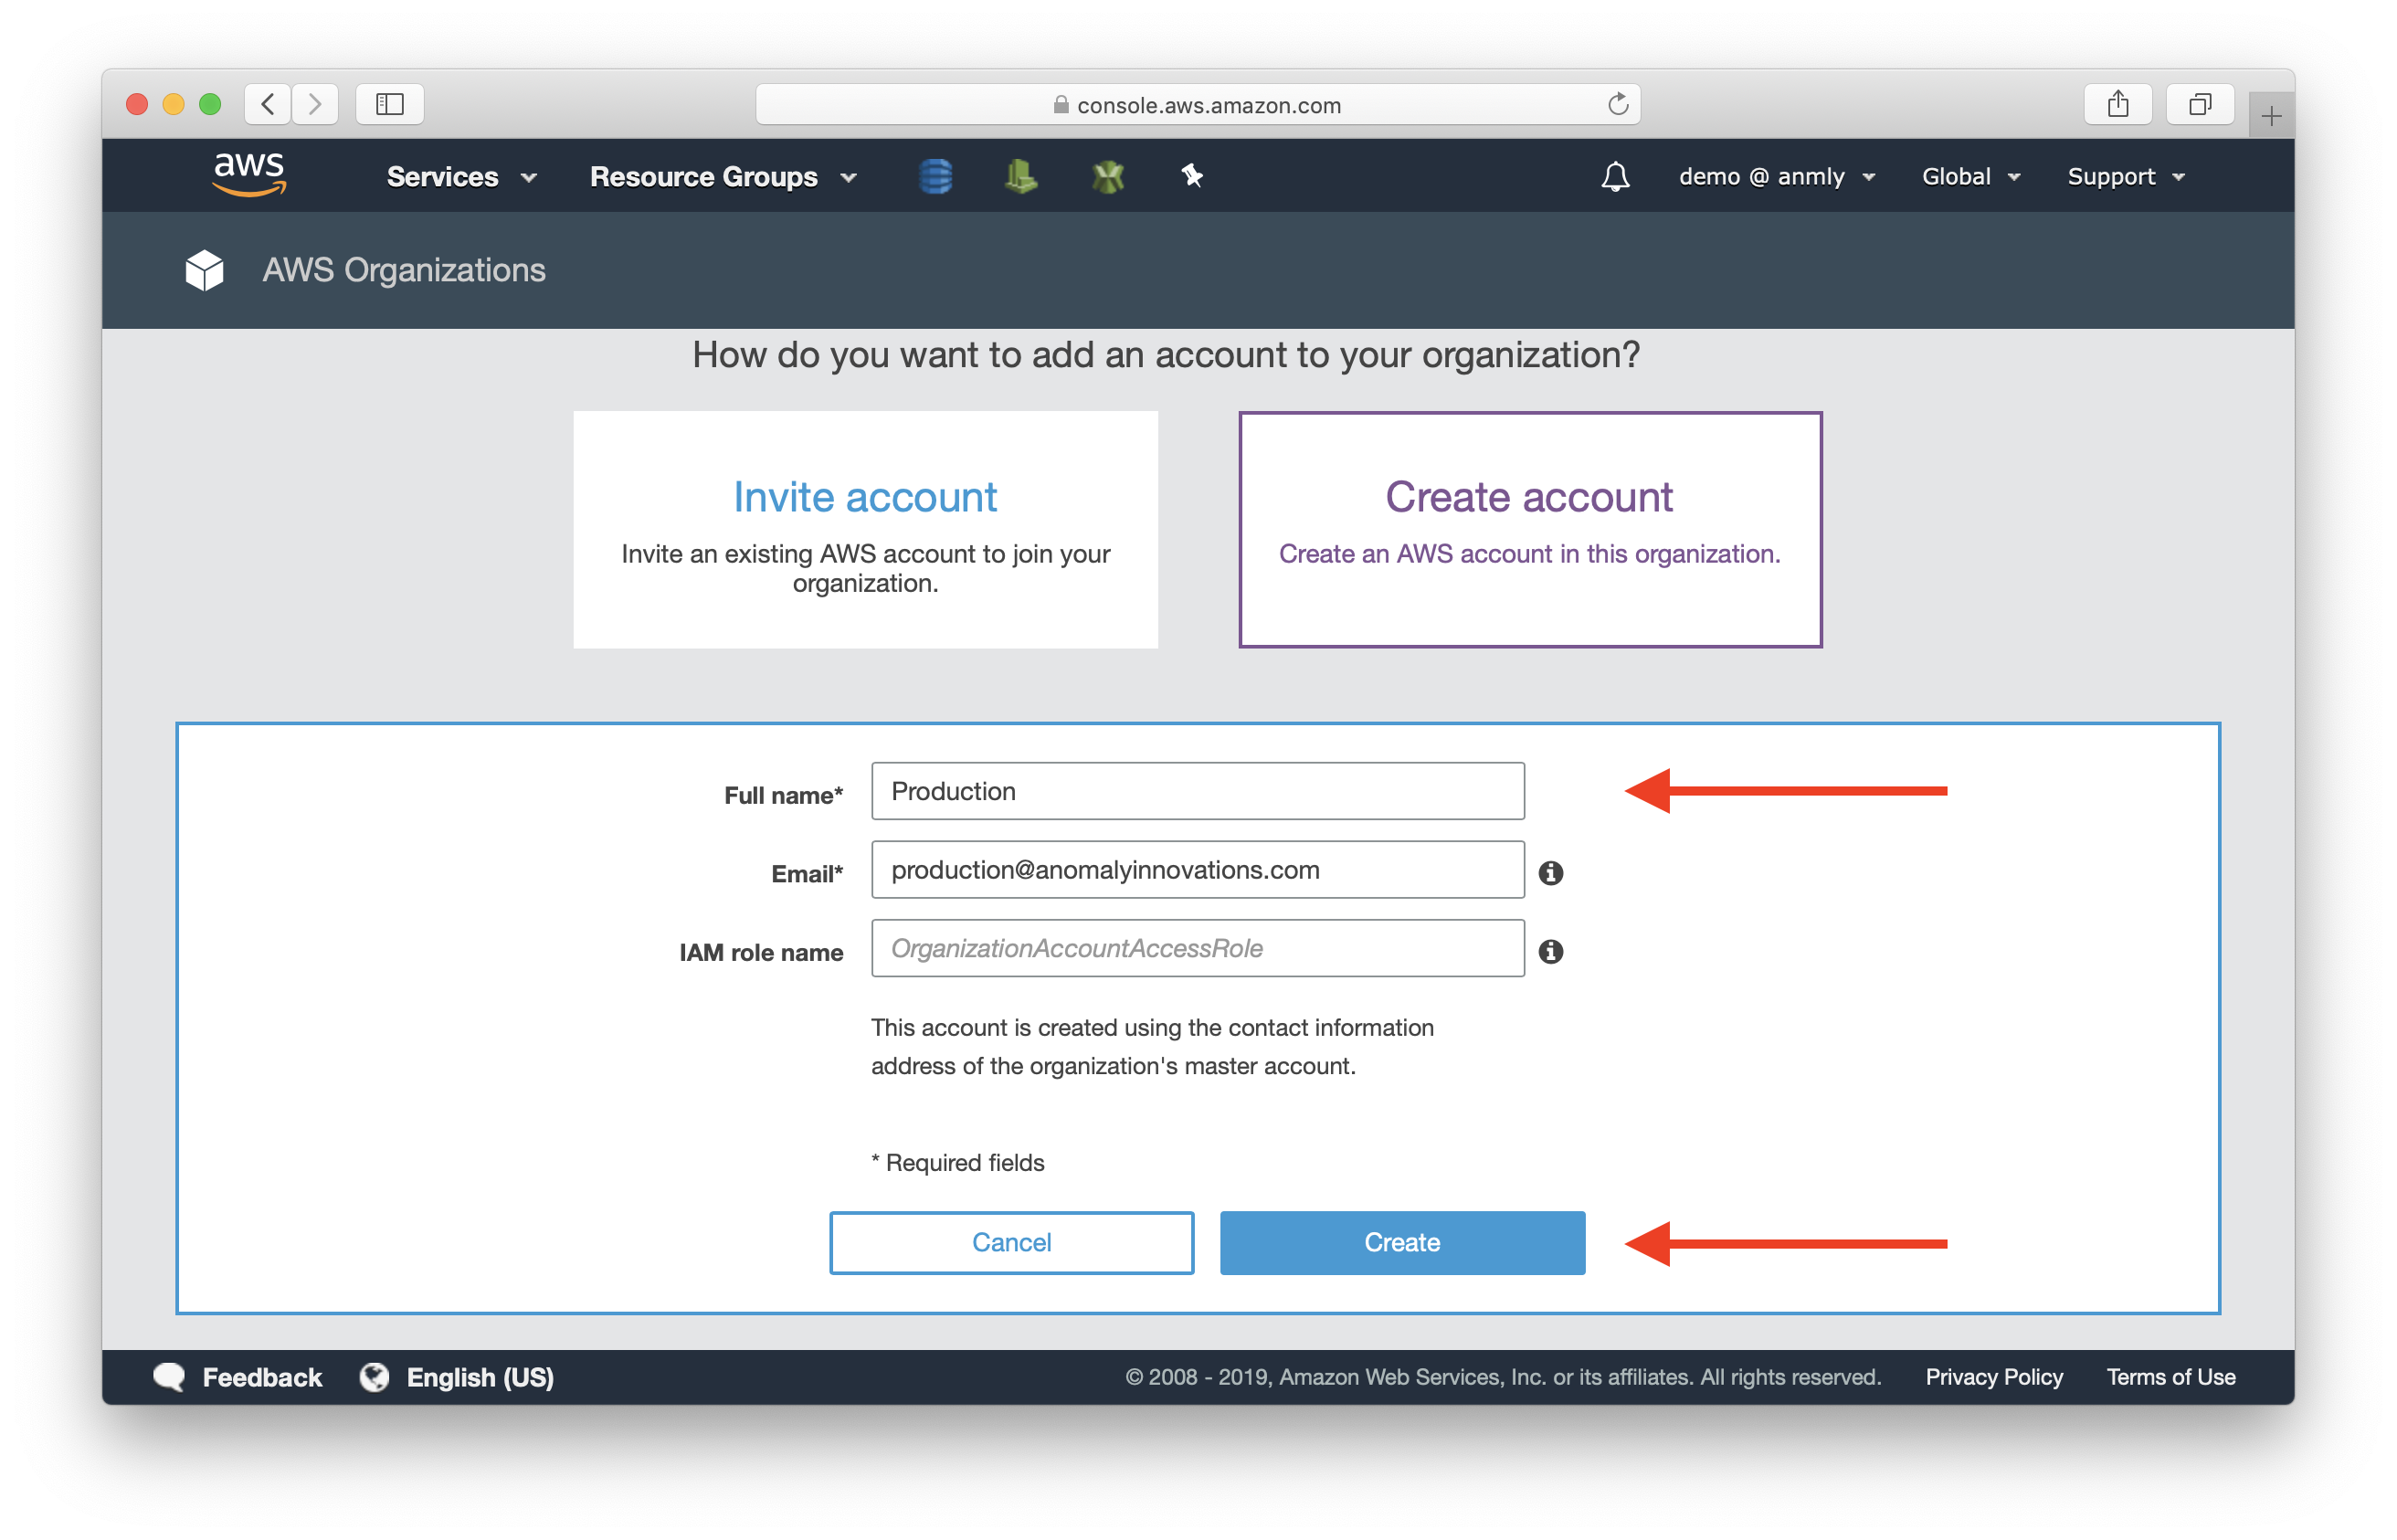 console.aws.amazon.com
aws Services Resource Groups demo @ anmly Global Support
AWS Organizations
How do you want to add an account to your organization?
Invite account
Invite an existing AWS account to join your
organization.
Create account
Create an AWS account in this organization.
Full name* Production
Email* production@anomalyinnovations.com
IAM role name OrganizationAccountAccessRole
This account is created using the contact information
address of the organization's master account.
* Required fields
Cancel Create
Feedback English (US) © 2008 - 2019, Amazon Web Services, Inc. or its affiliates. All rights reserved. Privacy Policy Terms of Use